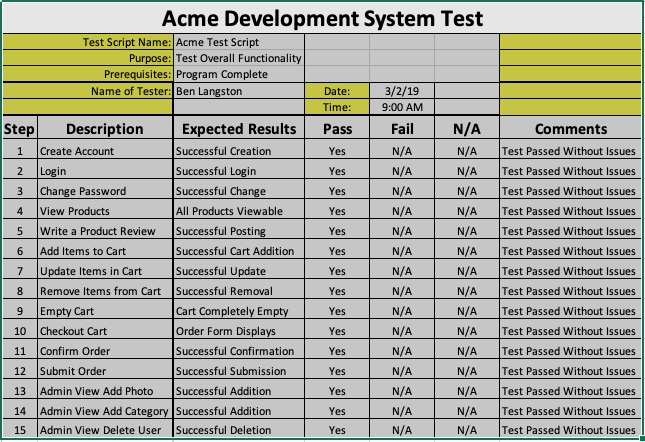 Acme Development System Test
Test Script Name: Acme Test Script
Purpose: Test Overall Functionality
Prerequisites: Program Complete
Name of Tester: Ben Langston Date: 3/2/19
Time: 9:00 AM
Step Description Expected Results Pass Fail N/A Comments
1 Create Account Successful Creation Yes N/A N/A Test Passed Without Issues
2 Login Successful Login Yes N/A N/A Test Passed Without Issues
3 Change Password Successful Change Yes N/A N/A Test Passed Without Issues
4 View Products All Products Viewable Yes N/A N/A Test Passed Without Issues
5 Write a Product Review Successful Posting Yes N/A N/A Test Passed Without Issues
6 Add Items to Cart Successful Cart Addition Yes N/A N/A Test Passed Without Issues
7 Update Items in Cart Successful Update Yes N/A N/A Test Passed Without Issues
8 Remove Items from Cart Successful Removal Yes N/A N/A Test Passed Without Issues
9 Empty Cart Cart Completely Empty Yes N/A N/A Test Passed Without Issues
10 Checkout Cart Order Form Displays Yes N/A N/A Test Passed Without Issues
11 Confirm Order Successful Confirmation Yes N/A N/A Test Passed Without Issues
12 Submit Order Successful Submission Yes N/A N/A Test Passed Without Issues
13 Admin View Add Photo Successful Addition Yes N/A N/A Test Passed Without Issues
14 Admin View Add Category Successful Addition Yes N/A N/A Test Passed Without Issues
15 Admin View Delete User Successful Deletion Yes N/A N/A Test Passed Without Issues